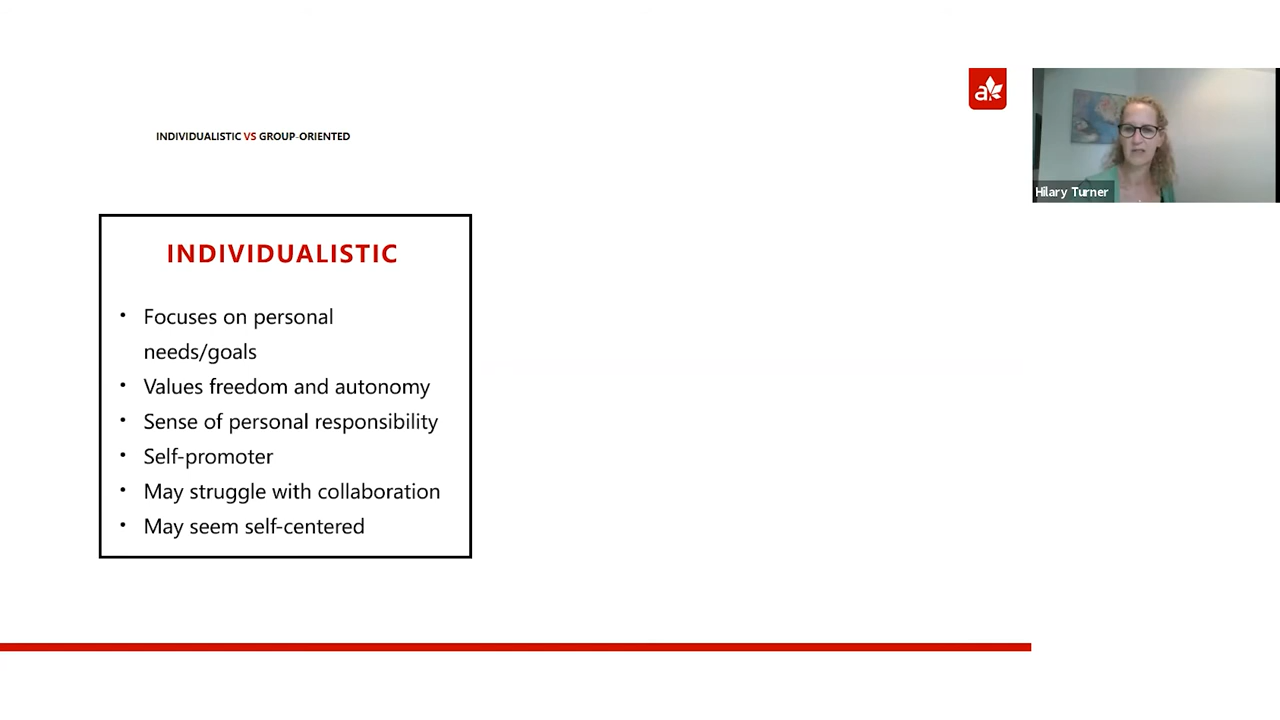 INDIVIDUALISTIC VS GROUP-ORIENTED
a
Hilary Turner
INDIVIDUALISTIC
• Focuses on personal
needs/goals
• Values freedom and autonomy
• Sense of personal responsibility
• Self-promoter
• May struggle with collaboration
• May seem self-centered